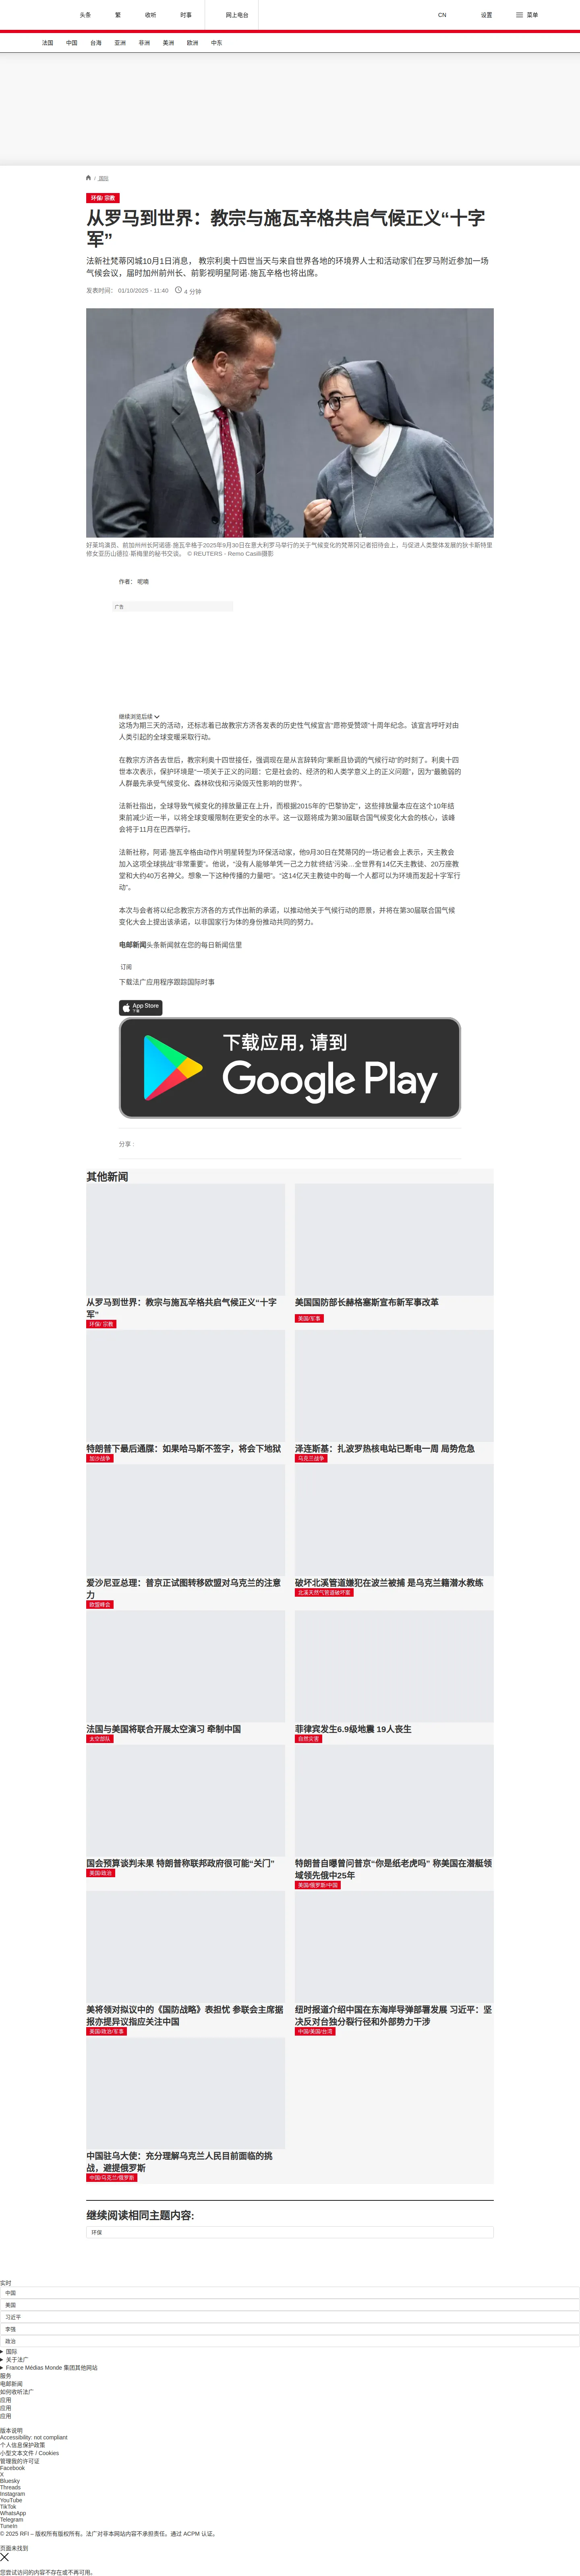 头条
繁
收听
时事
网上电台
CN
设置
菜单
法国
中国
台海
亚洲
非洲
美洲
欧洲
中东
/ 国际
环保/ 宗教
从罗马到世界：教宗与施瓦辛格共启气候正义“十字
军”
法新社梵蒂冈城10月1日消息， 教宗利奥十四世当天与来自世界各地的环境界人士和活动家们在罗马附近参加一场
气候会议，届时加州前州长、前影视明星阿诺.施瓦辛格也将出席。
发表时间： 01/10/2025 - 11:40
4 分钟
好莱坞演员、前加州州长阿诺德·施瓦辛格于2025年9月30日在意大利罗马举行的关于气候变化的梵蒂冈记者招待会上，与促进人类整体发展的狄卡斯特里
修女亚历山德拉·斯梅里的秘书交谈。 © REUTERS - Remo Casilli摄影
广告
继续浏览后续
这场为期三天的活动，还标志着已故教宗方济各发表的历史性气候宣言“愿祢受赞颂”十周年纪念。该宣言呼吁对由
人类引起的全球变暖采取行动。
在教宗方济各去世后，教宗利奥十四世接任，强调现在是从言辞转向“果断且协调的气候行动”的时刻了。利奥十四
世本次表示，保护环境是“一项关于正义的问题：它是社会的、经济的和人类学意义上的正义问题”，因为“最脆弱的
人群最先承受气候变化、森林砍伐和污染毁灭性影响的世界”。
法新社指出，全球导致气候变化的排放量正在上升，而根据2015年的“巴黎协定”，这些排放量本应在这个10年结
束前减少近一半，以将全球变暖限制在更安全的水平。这一议题将成为第30届联合国气候变化大会的核心，该峰
会将于11月在巴西举行。
法新社称，阿诺·施瓦辛格由动作片明星转型为环保活动家，他9月30日在梵蒂冈的一场记者会上表示，天主教会
加入这项全球挑战“非常重要”。他说，“没有人能够单凭一己之力就‘终结’污染…全世界有14亿天主教徒、20万座教
堂和大约40万名神父。想象一下这种传播的力量吧”。“这14亿天主教徒中的每一个人都可以为环境而发起十字军行
动”。
本次与会者将以纪念教宗方济各的方式作出新的承诺，以推动他关于气候行动的愿景，并将在第30届联合国气候
变化大会上提出该承诺，以非国家行为体的身份推动共同的努力。
电邮新闻头条新闻就在您的每日新闻信里
订阅
下载法广应用程序跟踪国际时事
App Store
下载应用，请到
Google Play
分享 :
其他新闻
从罗马到世界：教宗与施瓦辛格共启气候正义“十字
军”
环保/ 宗教
美国国防部长赫格塞斯宣布新军事改革
美国/军事
特朗普下最后通牒：如果哈马斯不签字，将会下地狱
加沙战争
泽连斯基：扎波罗热核电站已断电一周 局势危急
乌克兰战争
爱沙尼亚总理：普京正试图转移欧盟对乌克兰的注意
力
欧盟峰会
破坏北溪管道嫌犯在波兰被捕 是乌克兰籍潜水教练
北溪天然气管道破坏案
法国与美国将联合开展太空演习 牵制中国
太空部队
菲律宾发生6.9级地震 19人丧生
自然灾害
国会预算谈判未果 特朗普称联邦政府很可能“关门”
美国/政治
特朗普自曝曾问普京“你是纸老虎吗” 称美国在潜艇领
域领先俄中25年
美国/俄罗斯/中国
美将领对拟议中的《国防战略》表担忧 参联会主席据
报亦提异议指应关注中国
美国/政治/军事
纽时报道介绍中国在东海岸导弹部署发展 习近平：坚
决反对台独分裂行径和外部势力干涉
中国/美国/台湾
中国驻乌大使：充分理解乌克兰人民目前面临的挑
战，避提俄罗斯
中国/乌克兰/俄罗斯
继续阅读相同主题内容:
环保
实时
中国
美国
习近平
李强
政治
国际
关于法广
France Médias Monde 集团其他网站
服务
电邮新闻
如何收听法广
应用
应用
应用
版本说明
Accessibility: not compliant
个人信息保护政策
小型文本文件 / Cookies
管理我的许可证
Facebook
X
Bluesky
Threads
Instagram
YouTube
TikTok
WhatsApp
Telegram
TuneIn
© 2025 RFI – 版权所有版权所有。法广对非本网站内容不承担责任。通过 ACPM 认证。
页面未找到
您尝试访问的内容不存在或不再可用。